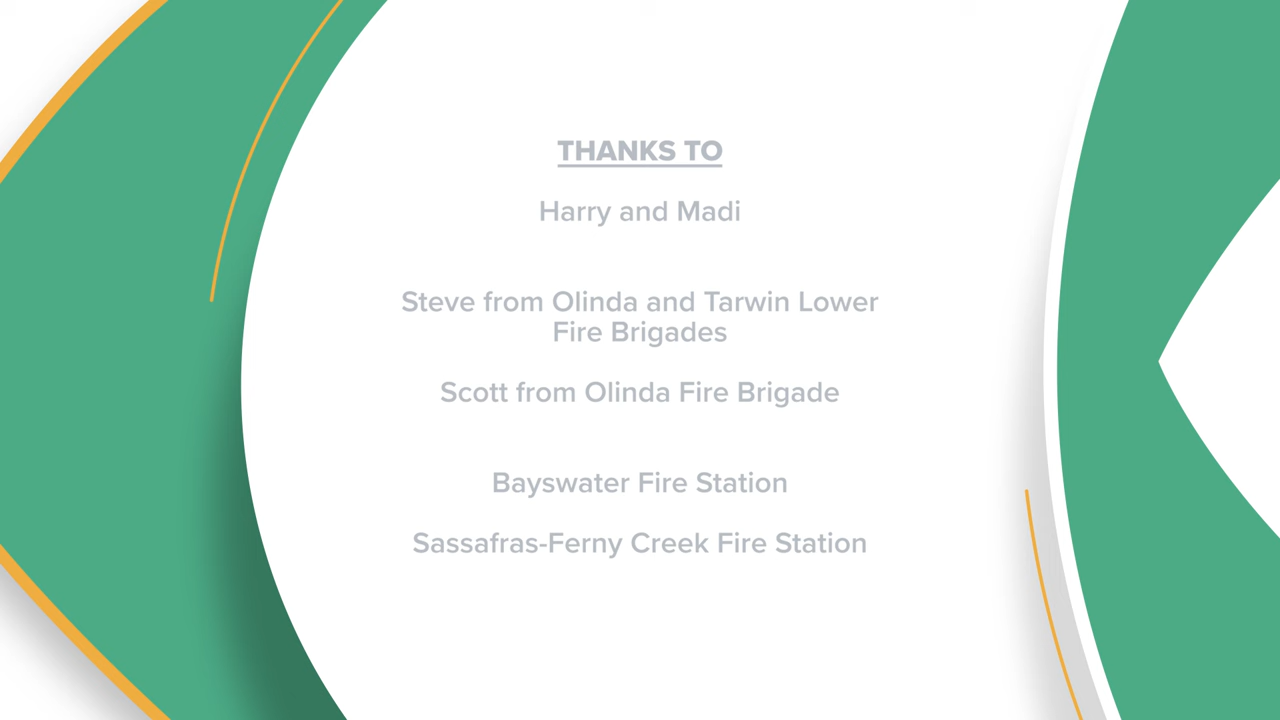 THANKS TO
Harry and Madi
Steve from Olinda and Tarwin Lower
Fire Brigades
Scott from Olinda Fire Brigade
Bayswater Fire Station
Sassafras-Ferny Creek Fire Station